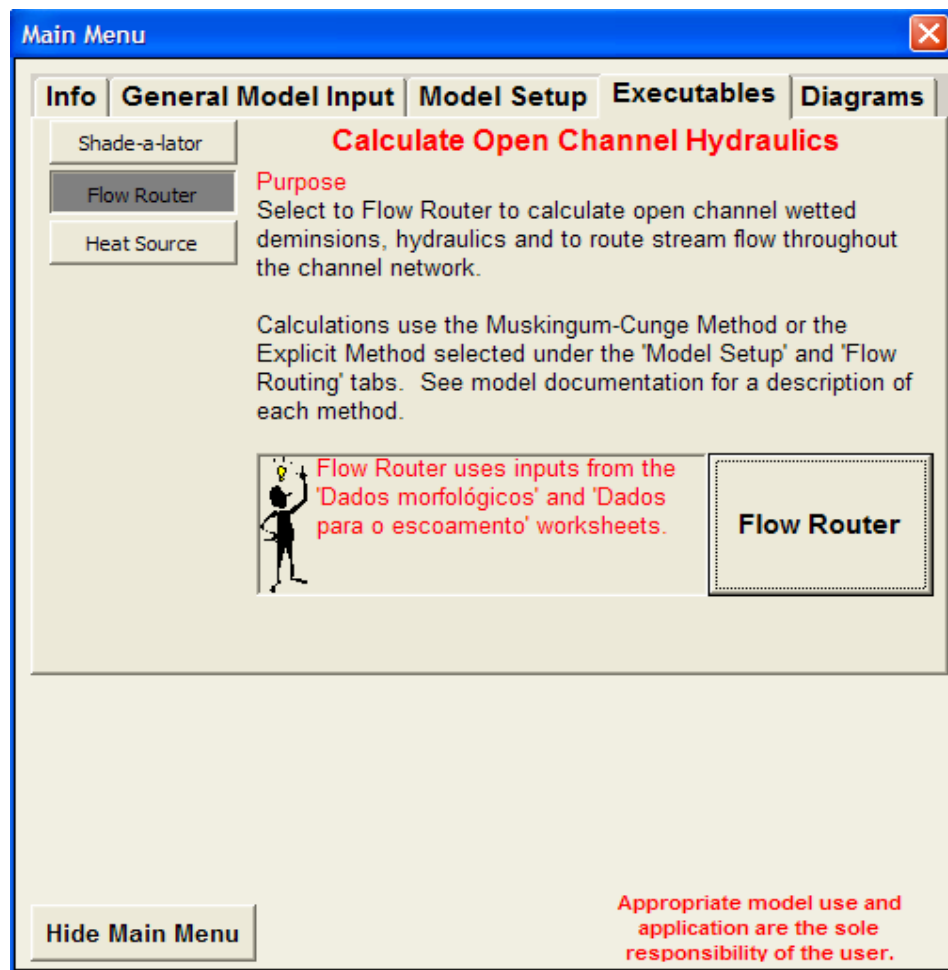 Main Menu
Info General Model Input Model Setup Executables Diagrams
Shade-a-lator
Flow Router
Heat Source
Calculate Open Channel Hydraulics
Purpose
Select to Flow Router to calculate open channel wetted
deminsions, hydraulics and to route stream flow throughout
the channel network.
Calculations use the Muskingum-Cunge Method or the
Explicit Method selected under the 'Model Setup' and 'Flow
Routing' tabs.  See model documentation for a description of
each method.
Flow Router uses inputs from the
'Dados morfológicos' and 'Dados
para o escoamento' worksheets.
Flow Router
Hide Main Menu
Appropriate model use and
application are the sole
responsibility of the user.